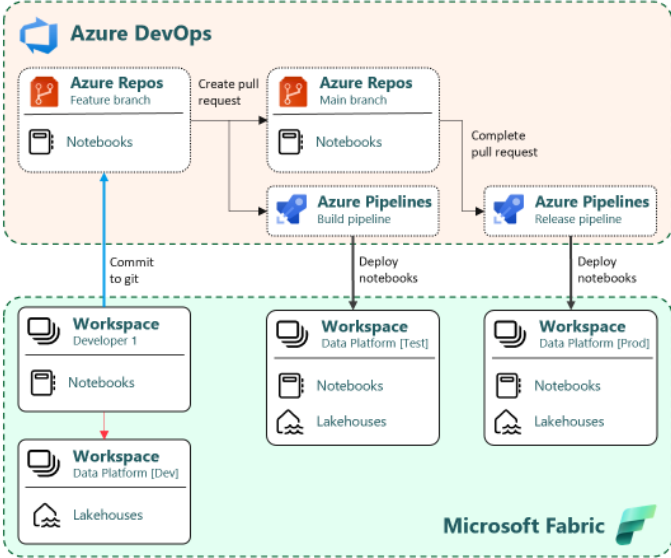 Azure DevOps
Azure Repos
Feature branch
Notebooks
Create pull
request
Azure Repos
Main branch
Notebooks
Complete
pull request
Azure Pipelines
Build pipeline
Azure Pipelines
Release pipeline
Commit
to git
Deploy
notebooks
Deploy
notebooks
Workspace
Developer 1
Notebooks
Workspace
Data Platform [Test]
Notebooks
Lakehouses
Workspace
Data Platform [Prod]
Notebooks
Lakehouses
Workspace
Data Platform [Dev]
Lakehouses
Microsoft Fabric